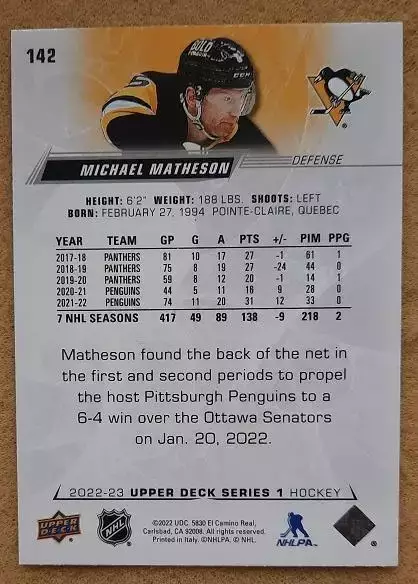 142
BOLD
CCM
MICHAEL MATHESON
DEFENSE
HEIGHT: 6'2" WEIGHT: 188 LBS. SHOOTS: LEFT
BORN: FEBRUARY 27, 1994 POINTE-CLAIRE, QUEBEC
YEAR TEAM GP G A PTS +/- PIM PPG
2017-18 PANTHERS 81 10 17 27 -1 61 1
2018-19 PANTHERS 75 8 19 27 -24 44 0
2019-20 PANTHERS 59 8 12 20 -1 14 1
2020-21 PENGUINS 44 5 11 16 9 28 0
2021-22 PENGUINS 74 11 20 31 12 33 0
7 NHL SEASONS 417 49 89 138 -9 218 2
Matheson found the back of the net in
the first and second periods to propel
the host Pittsburgh Penguins to a
6-4 win over the Ottawa Senators
on Jan. 20, 2022.
2022-23 UPPER DECK SERIES 1 HOCKEY
UPPER DECK
NHL
©2022 UDC. 5830 El Camino Real,
Carlsbad, CA 92008. All rights reserved.
Printed in Italy. ©NHLPA. © NHL.
NHLPA